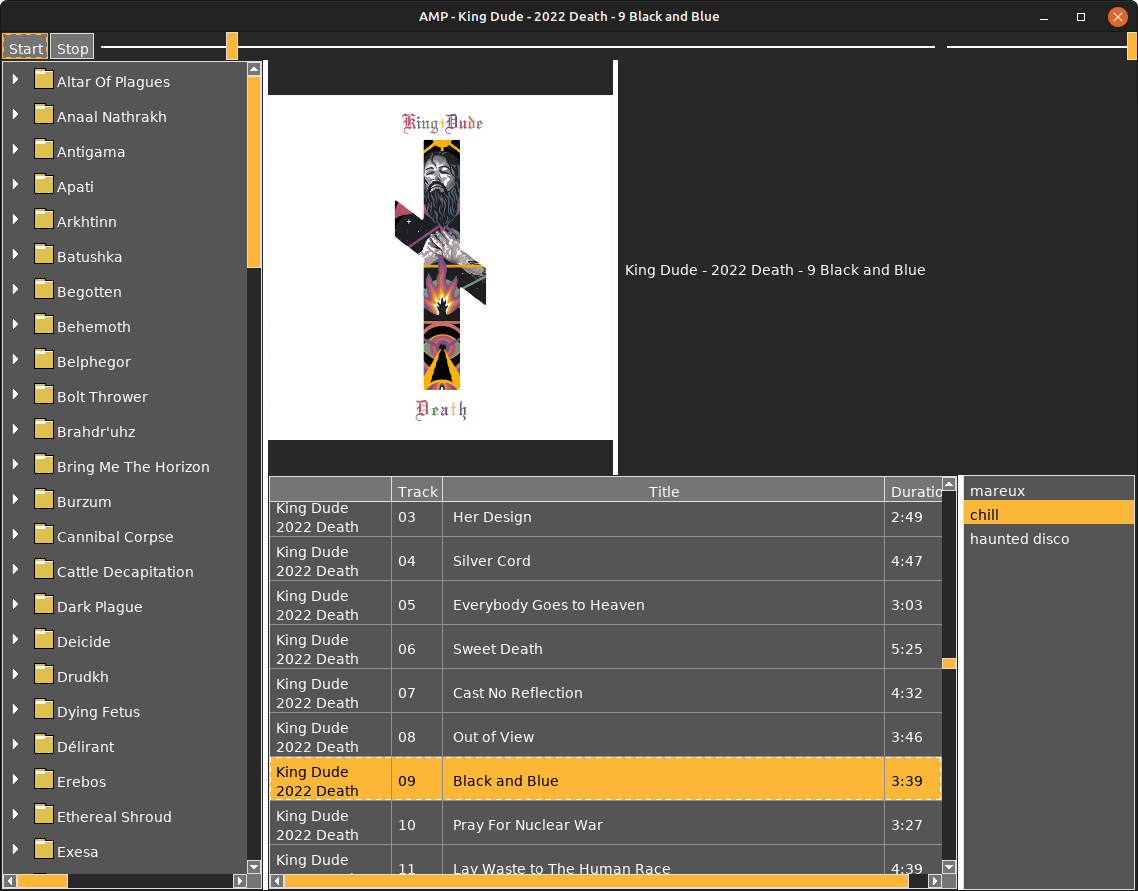 AMP - King Dude - 2022 Death - 9 Black and Blue
Start Stop
Altar Of Plagues
Anaal Nathrakh
Antigama
Apati
Arkhtinn
Batushka
Begotten
Behemoth
Belphegor
Bolt Thrower
Brahdr'uhz
Bring Me The Horizon
Burzum
Cannibal Corpse
Cattle Decapitation
Dark Plague
Deicide
Drudkh
Dying Fetus
Délirant
Erebos
Ethereal Shroud
Exesa
King Dude
Death
King Dude - 2022 Death - 9 Black and Blue
Track Title Duratio
King Dude
2022 Death 03 Her Design 2:49
King Dude
2022 Death 04 Silver Cord 4:47
King Dude
2022 Death 05 Everybody Goes to Heaven 3:03
King Dude
2022 Death 06 Sweet Death 5:25
King Dude
2022 Death 07 Cast No Reflection 4:32
King Dude
2022 Death 08 Out of View 3:46
King Dude
2022 Death 09 Black and Blue 3:39
King Dude
2022 Death 10 Pray For Nuclear War 3:27
King Dude
11 Lay Waste to The Human Race 4:39
mareux
chill
haunted disco